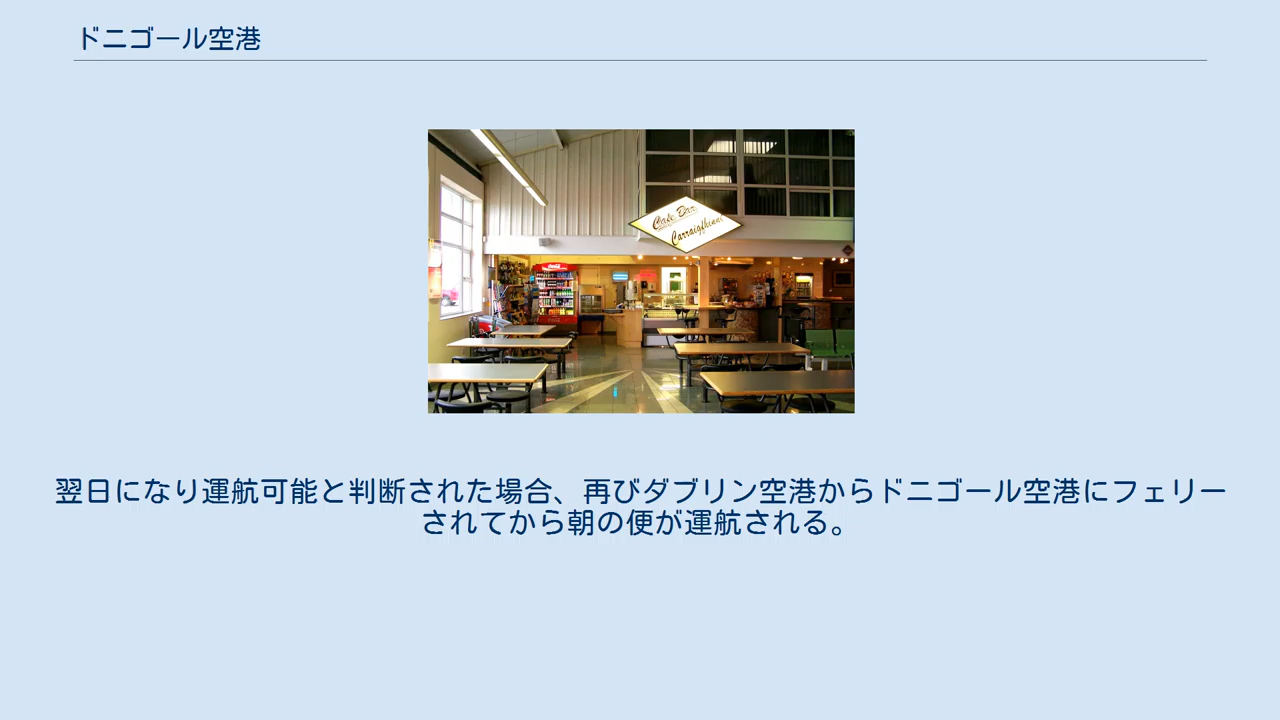 ドニゴール空港
Cafe Bar
Carraigfhinn
翌日になり運航可能と判断された場合、再びダブリン空港からドニゴール空港にフェリー
されてから朝の便が運航される。